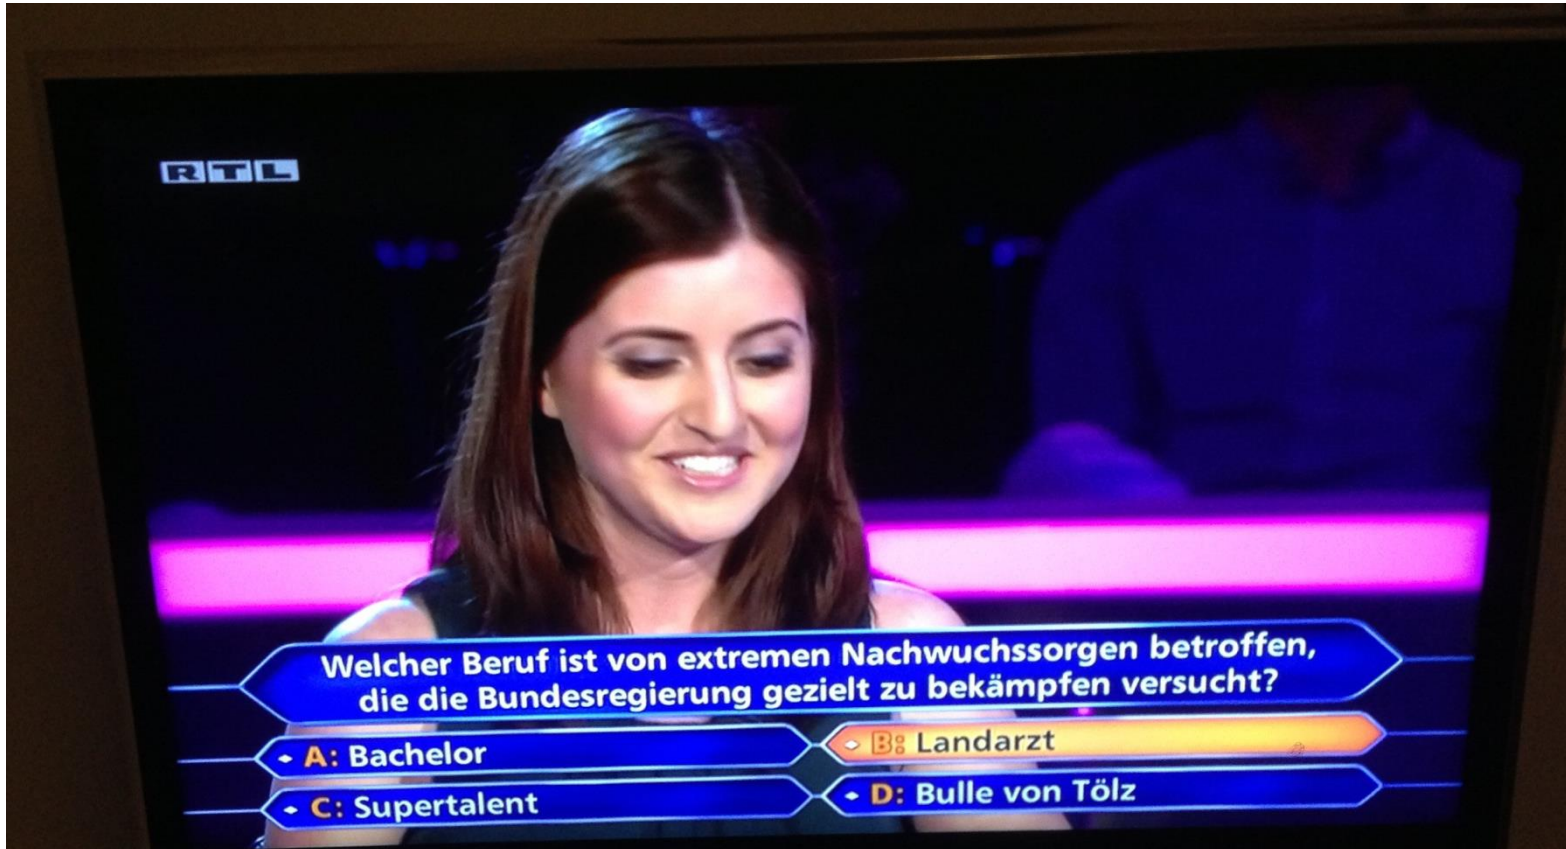 RTL
Welcher Beruf ist von extremen Nachwuchssorgen betroffen,
die die Bundesregierung gezielt zu bekämpfen versucht?
A: Bachelor
B: Landarzt
C: Supertalent
D: Bulle von Tölz